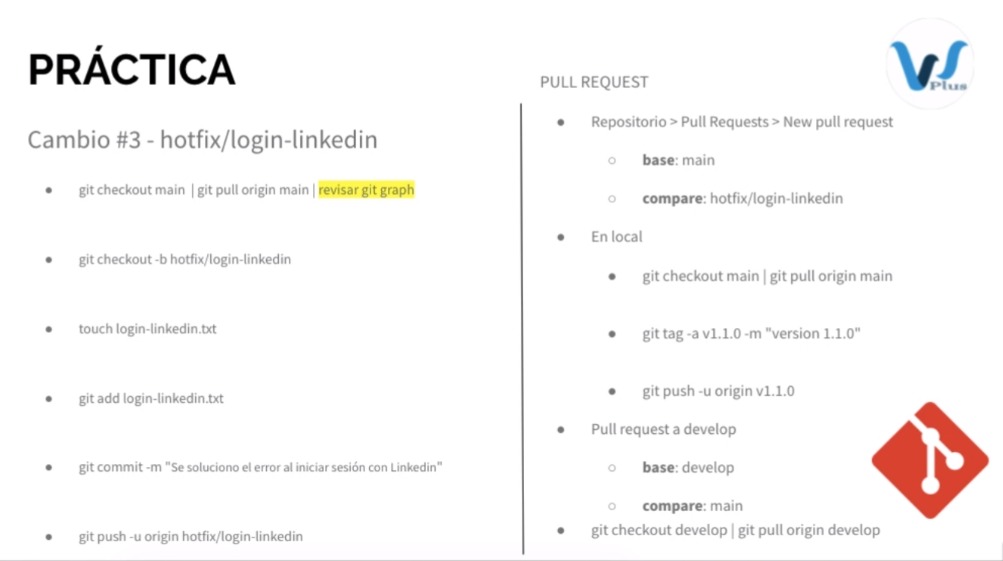 PRÁCTICA
Cambio #3 - hotfix/login-linkedin
git checkout main | git pull origin main | revisar git graph
git checkout -b hotfix/login-linkedin
touch login-linkedin.txt
git add login-linkedin.txt
git commit -m "Se soluciono el error al iniciar sesión con Linkedin"
git push -u origin hotfix/login-linkedin
PULL REQUEST
Repositorio > Pull Requests > New pull request
base: main
compare: hotfix/login-linkedin
En local
git checkout main | git pull origin main
git tag -a v1.1.0 -m "version 1.1.0"
git push -u origin v1.1.0
Pull request a develop
base: develop
compare: main
git checkout develop | git pull origin develop
Plus